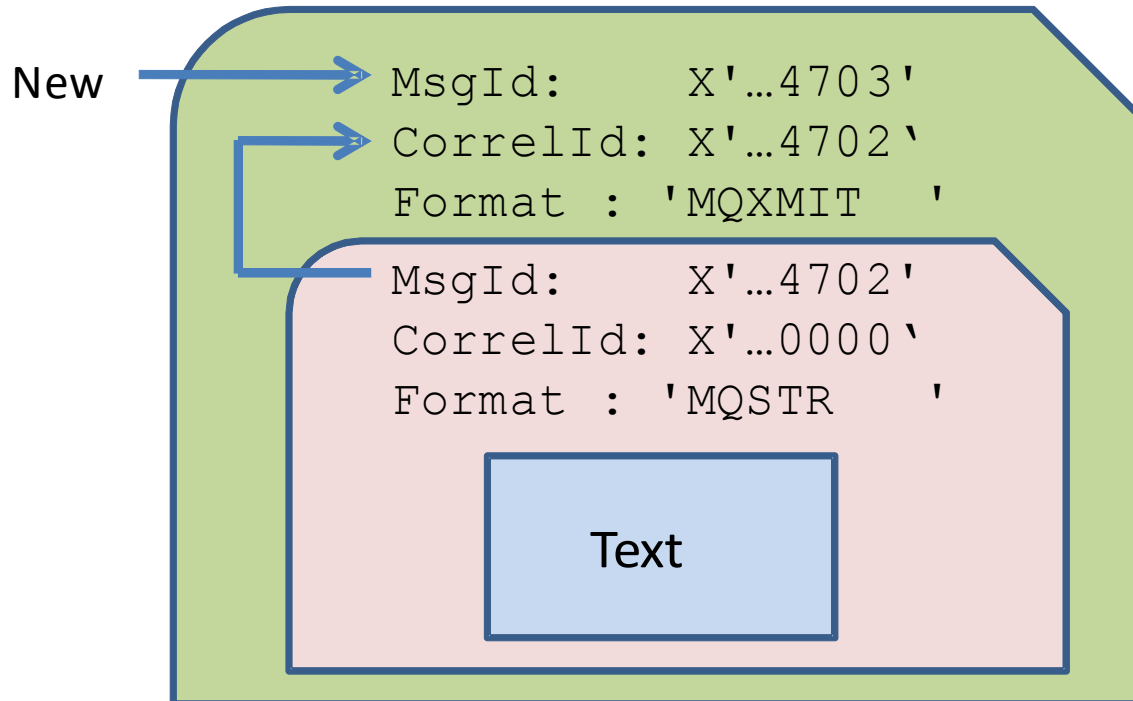 New
MsgId:     X'…4703'
CorrelId: X'…4702‘
Format : 'MQXMIT  '
MsgId:     X'…4702'
CorrelId: X'…0000‘
Format : 'MQSTR   '
Text